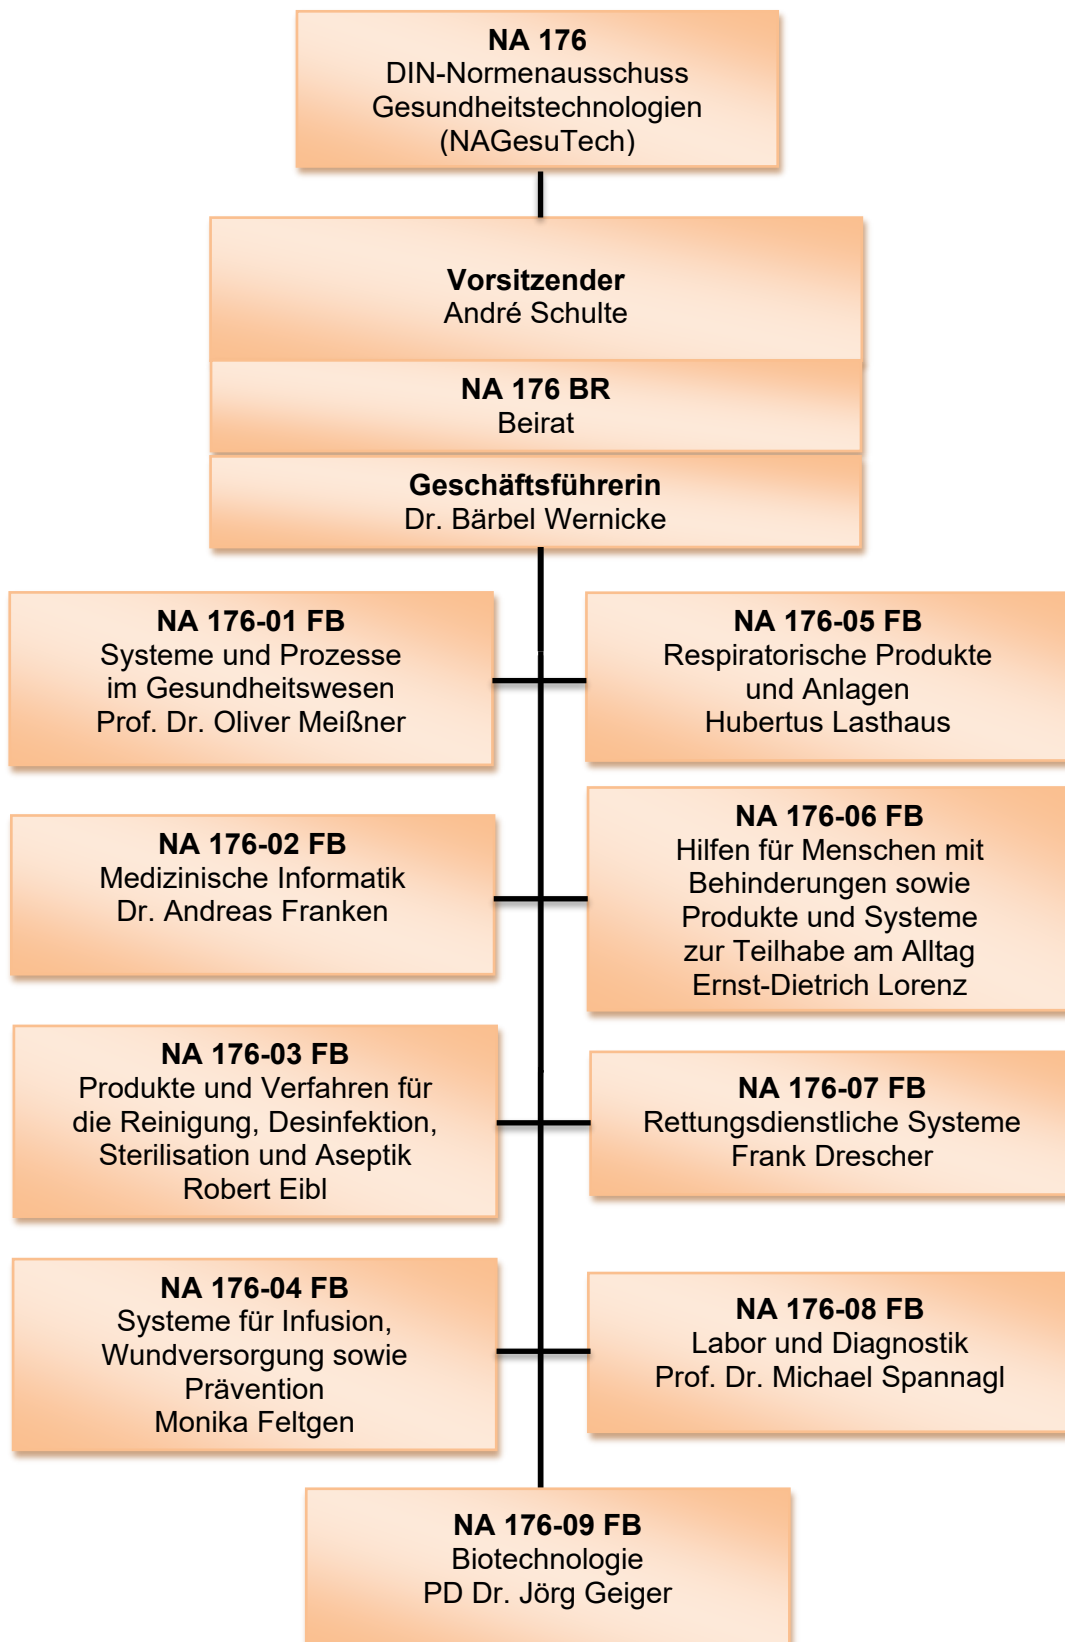 NA 176
DIN-Normenausschuss
Gesundheitstechnologien
(NAGesuTech)
Vorsitzender
André Schulte
NA 176 BR
Beirat
Geschäftsführerin
Dr. Bärbel Wernicke
NA 176-01 FB
Systeme und Prozesse
im Gesundheitswesen
Prof. Dr. Oliver Meißner
NA 176-05 FB
Respiratorische Produkte
und Anlagen
Hubertus Lasthaus
NA 176-02 FB
Medizinische Informatik
Dr. Andreas Franken
NA 176-06 FB
Hilfen für Menschen mit
Behinderungen sowie
Produkte und Systeme
zur Teilhabe am Alltag
Ernst-Dietrich Lorenz
NA 176-03 FB
Produkte und Verfahren für
die Reinigung, Desinfektion,
Sterilisation und Aseptik
Robert Eibl
NA 176-07 FB
Rettungsdienstliche Systeme
Frank Drescher
NA 176-04 FB
Systeme für Infusion,
Wundversorgung sowie
Prävention
Monika Feltgen
NA 176-08 FB
Labor und Diagnostik
Prof. Dr. Michael Spannagl
NA 176-09 FB
Biotechnologie
PD Dr. Jörg Geiger